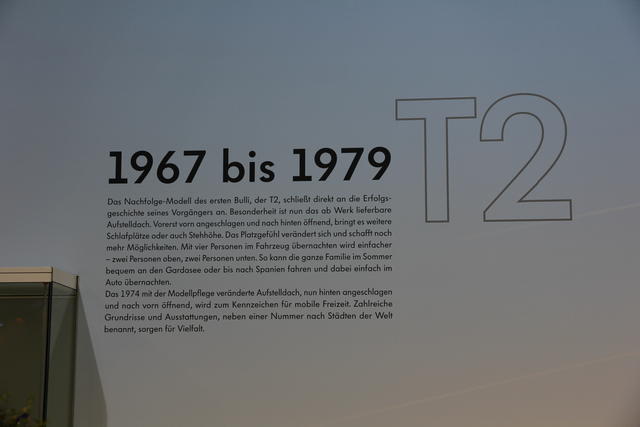 T2
1967 bis 1979
Das Nachfolge-Modell des ersten Bulli, der T2, schließt direkt an die Erfolgs-
geschichte seines Vorgängers an. Besonderheit ist nun das ab Werk lieferbare
Aufstelldach. Vorerst vorn angeschlagen und nach hinten öffnend, bringt es weitere
Schlafplätze oder auch Stehhöhe. Das Platzgefühl verändert sich und schafft noch
mehr Möglichkeiten. Mit vier Personen im Fahrzeug übernachten wird einfacher
– zwei Personen oben, zwei Personen unten. So kann die ganze Familie im Sommer
bequem an den Gardasee oder bis nach Spanien fahren und dabei einfach im
Auto übernachten.
Das 1974 mit der Modellpflege veränderte Aufstelldach, nun hinten angeschlagen
und nach vorn öffnend, wird zum Kennzeichen für mobile Freizeit. Zahlreiche
Grundrisse und Ausstattungen, neben einer Nummer nach Städten der Welt
benannt, sorgen für Vielfalt.